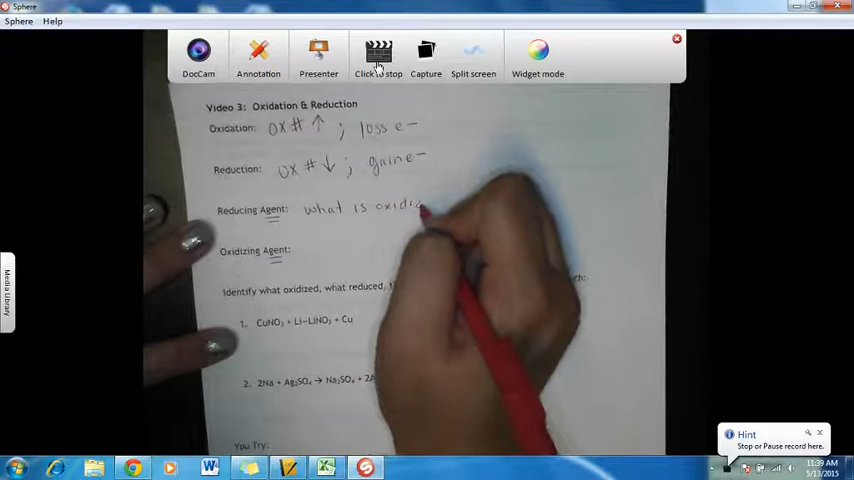 Sphere
Sphere Help
DocCam Annotation Presenter Click to stop Capture Split screen Widget mode
Video 3: Oxidation & Reduction
Oxidation: ox # ↑ ; loss e-
Reduction: ox # ↓ ; gain e-
Reducing Agent: what is oxidiz
Oxidizing Agent:
Identify what oxidized, what reduced,
1. CuNO₃ + Li—LiNO₃ + Cu
2. 2Na + Ag₂SO₄ → Na₂SO₄ + 2A
You Try:
Media Library
Hint
Stop or Pause record here.
11:39 AM
5/13/2015